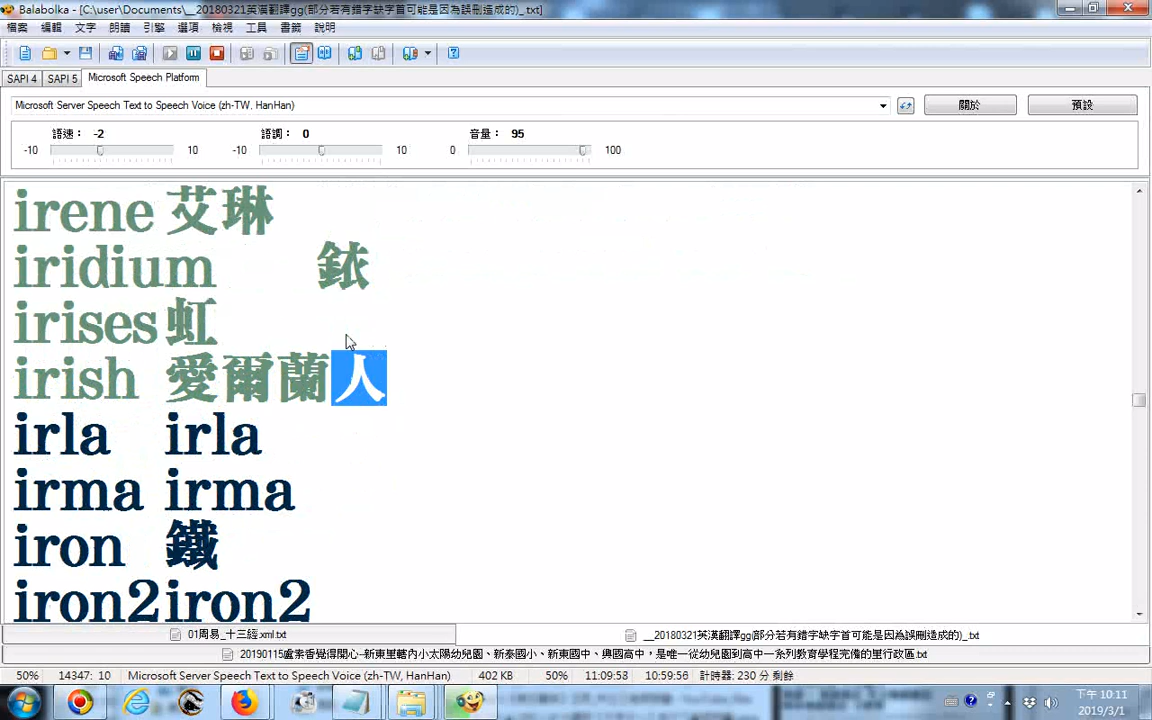 Balabolka - [C:\user\Documents\__20180321英漢翻譯gg(部分若有錯字缺字首可能是因為誤刪造成的)_.txt]
檔案 編輯 文字 朗讀 引擎 選項 檢視 工具 書籤 說明
SAPI 4 SAPI 5 Microsoft Speech Platform
Microsoft Server Speech Text to Speech Voice (zh-TW, HanHan) 關於 預設
語速： -2 語調： 0 音量： 95
-10 10 -10 10 0 100
irene 艾琳
iridium 銥
irises 虹
irish 愛爾蘭人
irla irla
irma irma
iron 鐵
iron2 iron2
01周易_十三經.xml.txt __20180321英漢翻譯gg(部分若有錯字缺字首可能是因為誤刪造成的)_.txt
20190115盧素香覺得開心-新東里轄內小太陽幼兒園、新泰國小、新東國中、興國高中，是唯一從幼兒園到高中一系列教育學程完備的里行政區.txt
50% 14347: 10 Microsoft Server Speech Text to Speech Voice (zh-TW, HanHan) 402 KB 50% 11:09:58 10:59:56 計時器: 230 分 剩餘
下午 10:11
2019/3/1